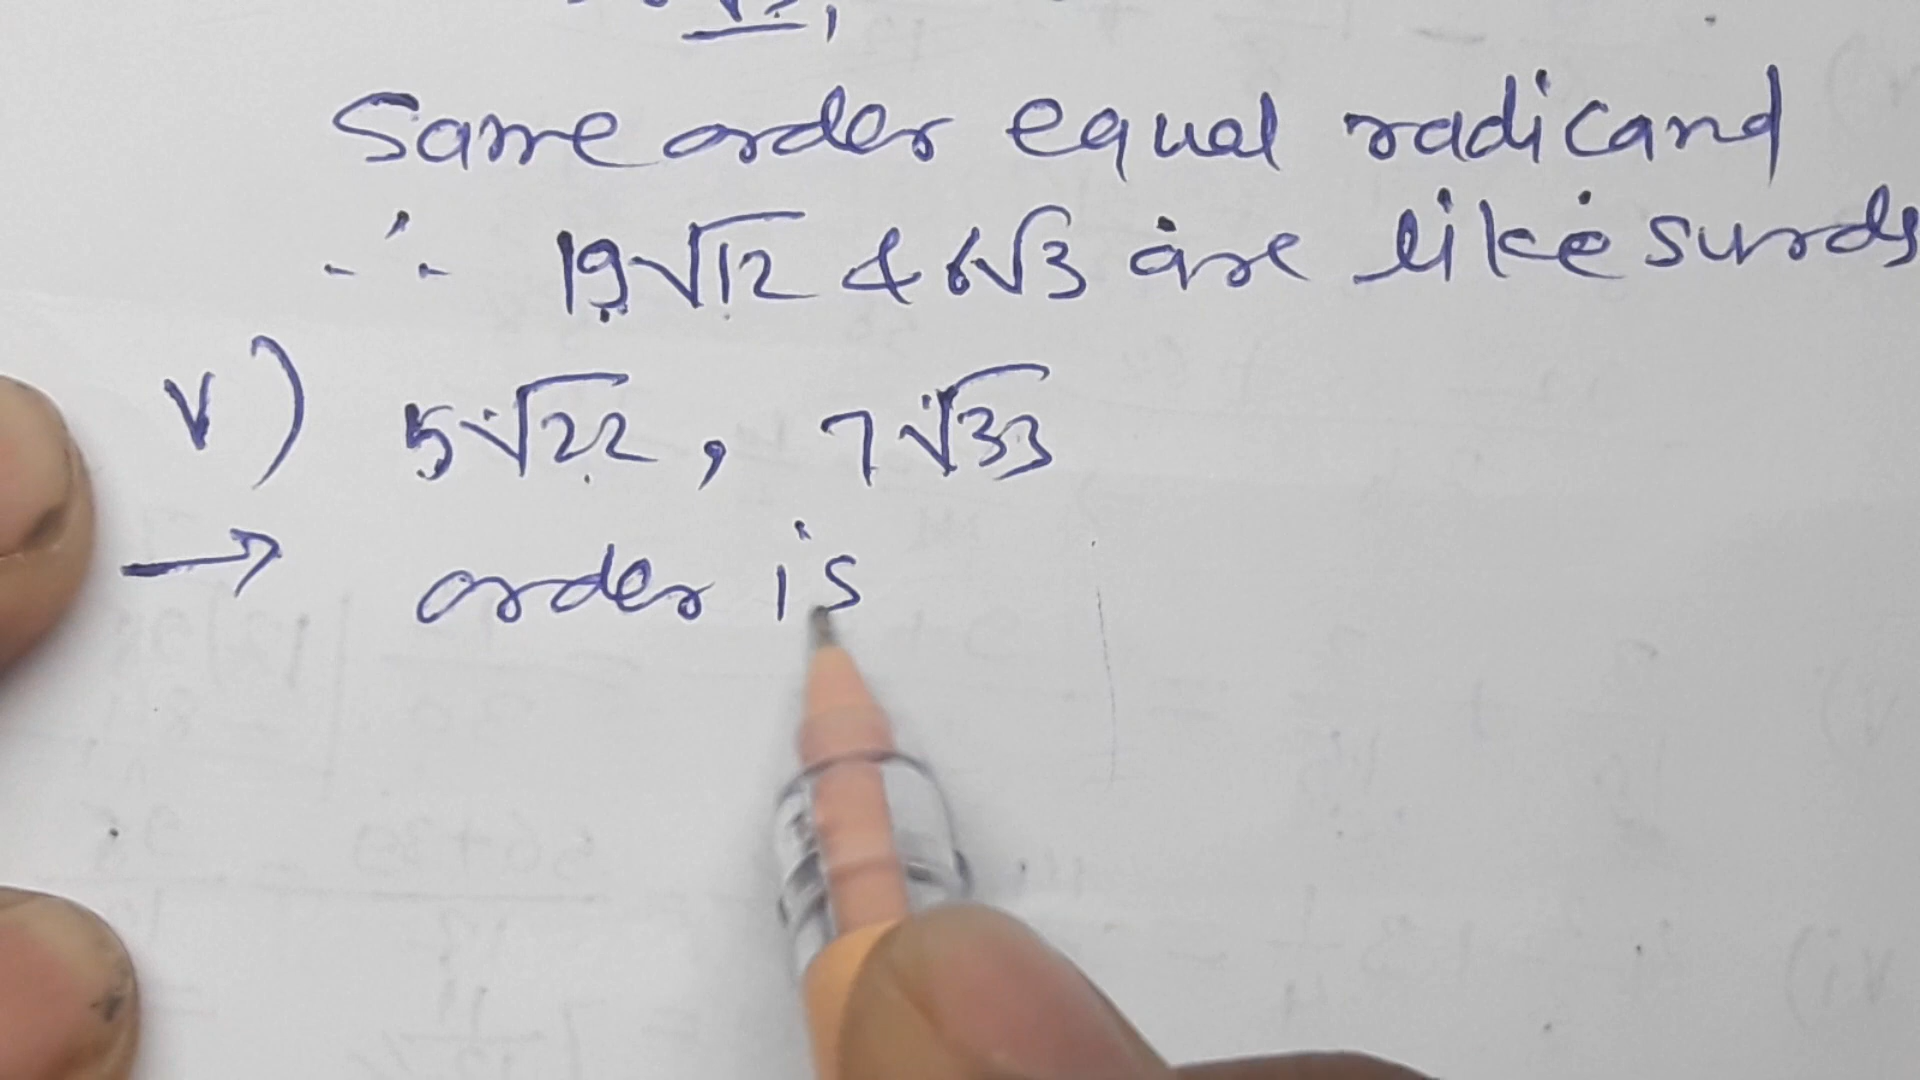 Same order equal radicand
∴ 19√12 & 6√3 are like surds
v) 5√22, 7√33
→ order is